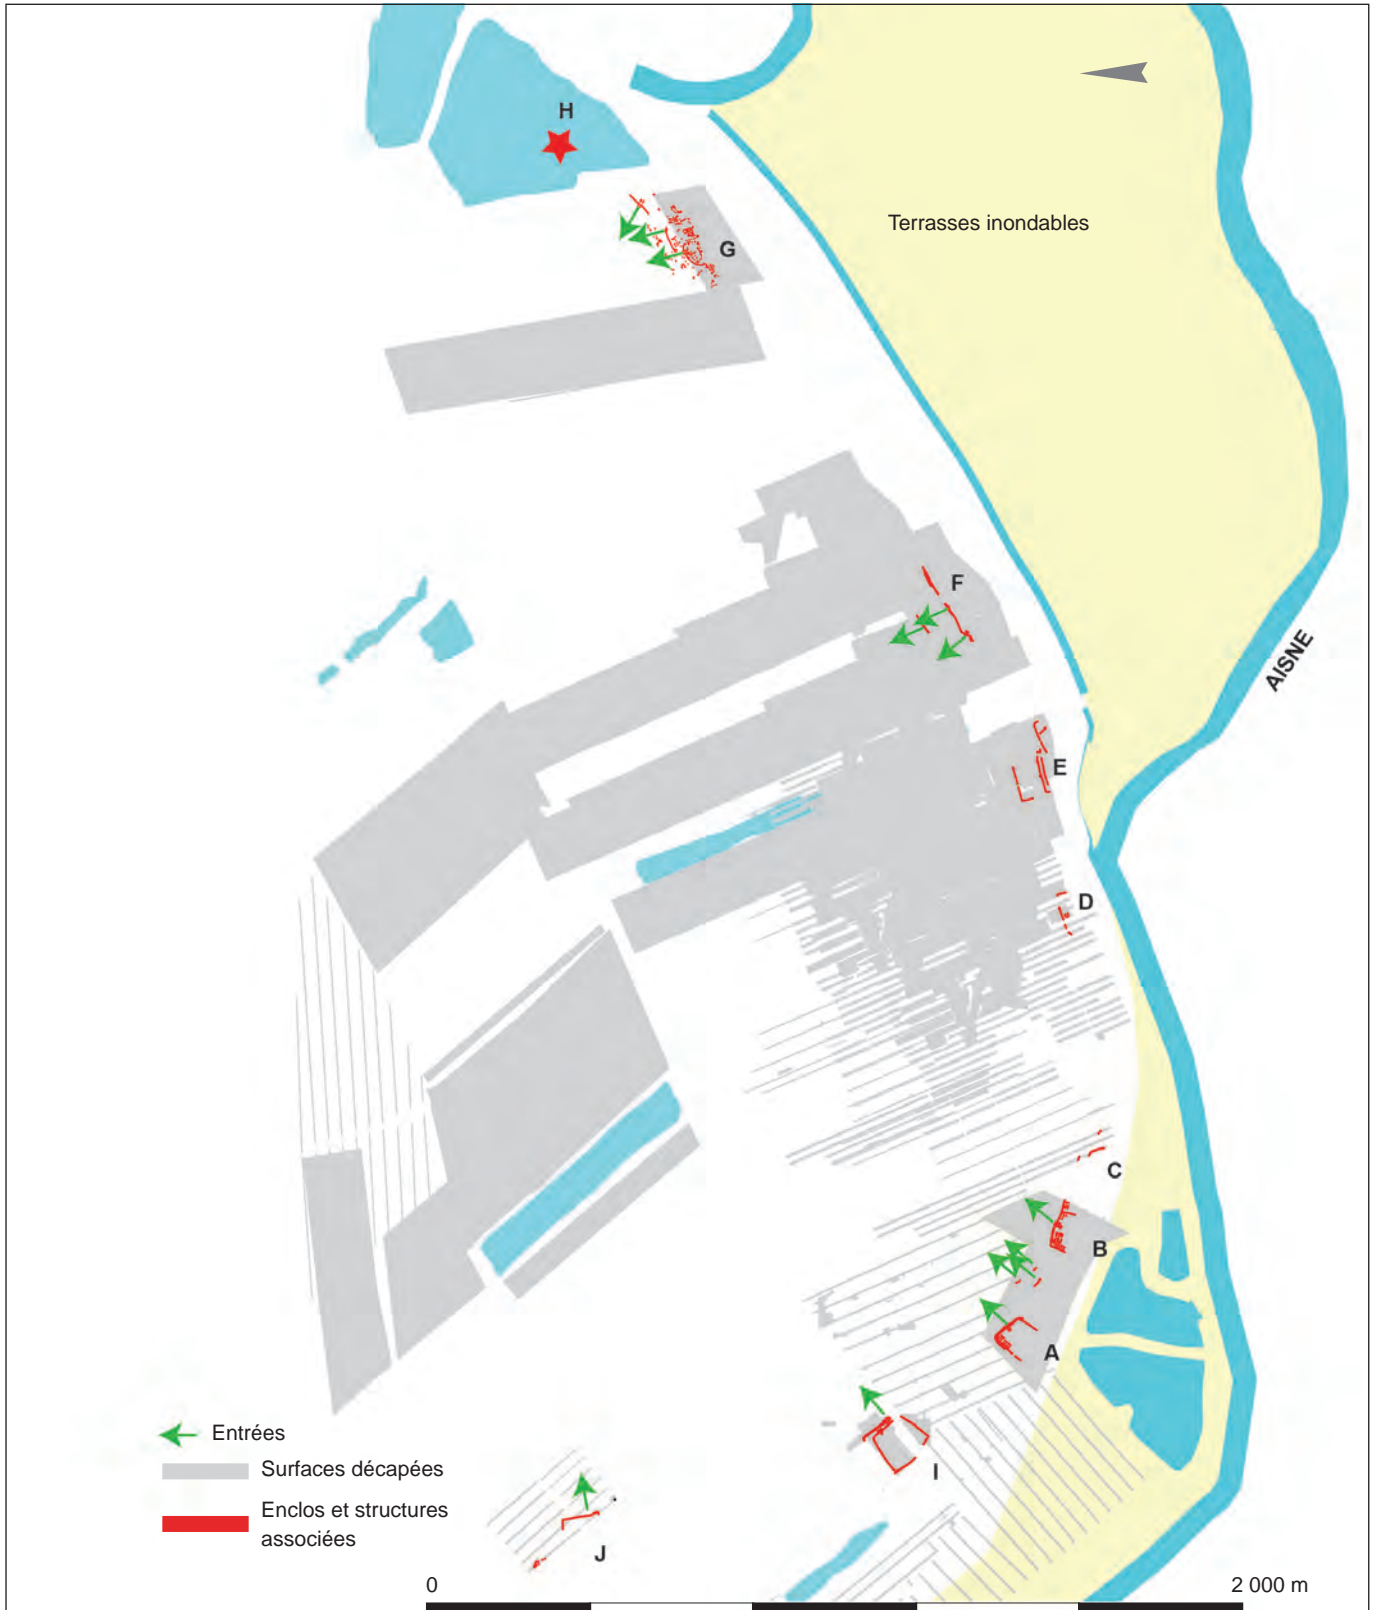 H
Terrasses inondables
G
F
AISNE
E
D
C
B
A
I
J
Entrées
Surfaces décapées
Enclos et structures
associées
0
2 000 m